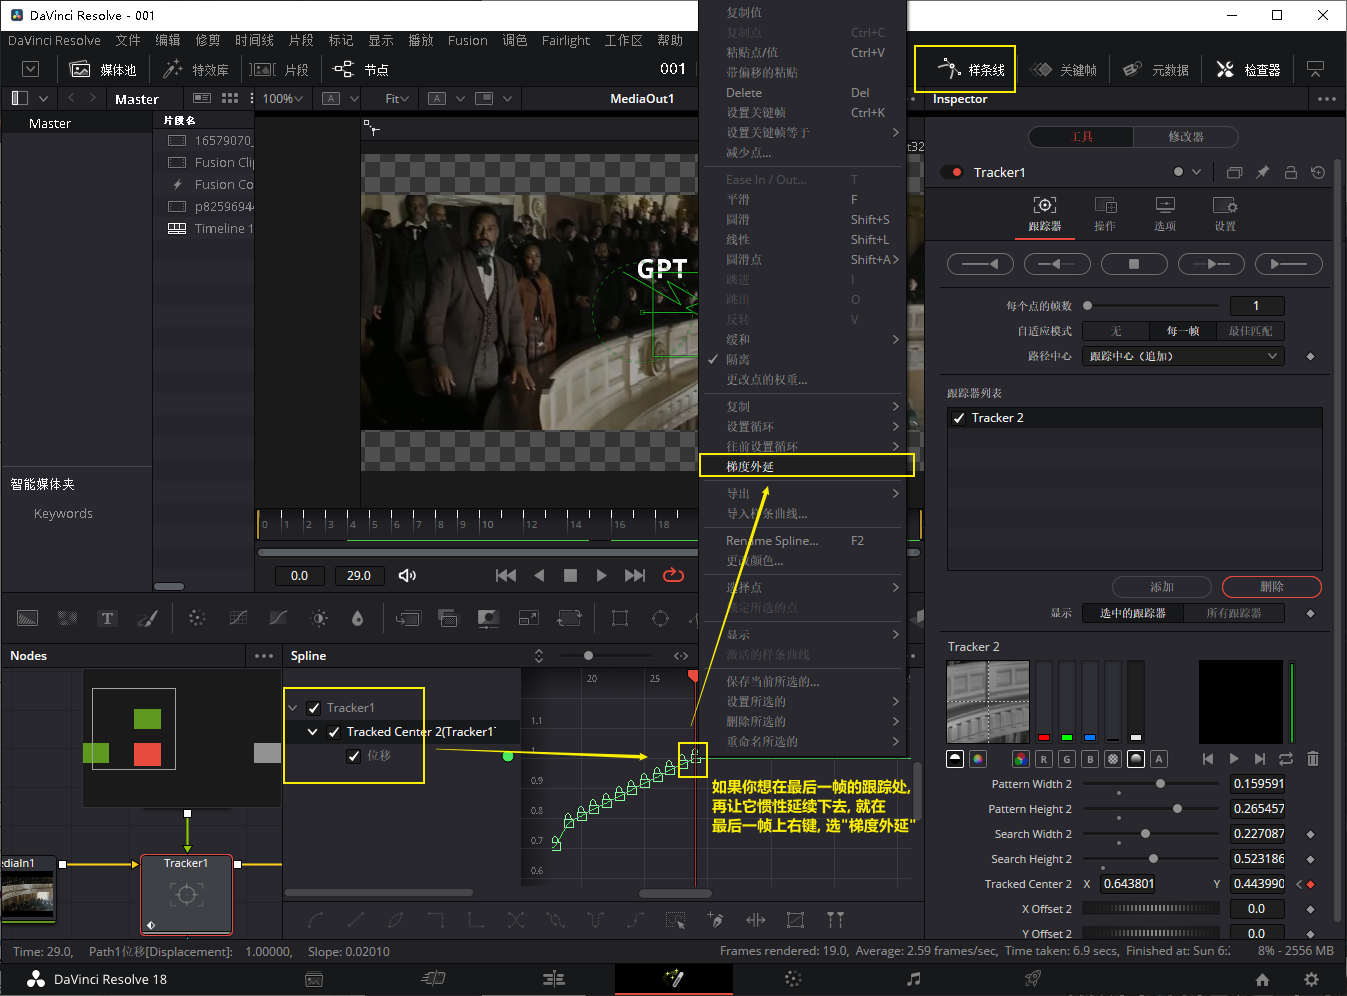 DaVinci Resolve - 001
DaVinci Resolve 文件 编辑 修剪 时间线 片段 标记 显示 播放 Fusion 调色 Fairlight 工作区 帮助
媒体池 特效库 片段 节点 001 样条线 关键帧 元数据 检查器
Master 100% Fit MediaOut1 Inspector
Master
片段名
16579070_
Fusion Clip
Fusion Co
p8259694
Timeline 1
智能媒体夹
Keywords
GPT
复制值
复制点 Ctrl+C
粘贴点/值 Ctrl+V
带偏移的粘贴
Delete Del
设置关键帧 Ctrl+K
设置关键帧等于
减少点...
Ease In / Out... T
平滑 F
圆滑 Shift+S
线性 Shift+L
圆滑点 Shift+A
跳进 I
跳出 O
反转 V
缓和
隔离
更改点的权重...
复制
设置循环
往前设置循环
梯度外延
导出
导入样条曲线...
Rename Spline... F2
更改颜色...
选择点
锁定所选的点
显示
激活的样条曲线
保存当前所选的...
设置所选的
删除所选的
重命名所选的
t32
工具 修改器
Tracker1
跟踪器 操作 选项 设置
每个点的帧数 1
自适应模式 无 每一帧 最佳匹配
路径中心 跟踪中心（追加）
跟踪器列表
Tracker 2
添加 删除
显示 选中的跟踪器 所有跟踪器
Tracker 2
R G B A
Pattern Width 2 0.159591
Pattern Height 2 0.265457
Search Width 2 0.227087
Search Height 2 0.523186
Tracked Center 2 X 0.643801 Y 0.443990
X Offset 2 0.0
Y Offset 2 0.0
0 1 2 3 4 5 6 7 8 9 10 12 14 16 18
0.0 29.0
T
Nodes
ediaIn1
Tracker1
Spline
Tracker1
Tracked Center 2(Tracker1
位移
20 25
1.1
1
0.9
0.8
0.7
0.6
如果你想在最后一帧的跟踪处,
再让它惯性延续下去, 就在
最后一帧上右键, 选"梯度外延"
Time: 29.0, Path1位移[Displacement]: 1.00000, Slope: 0.02010
Frames rendered: 19.0, Average: 2.59 frames/sec, Time taken: 6.9 secs, Finished at: Sun 6:
8% - 2556 MB
DaVinci Resolve 18